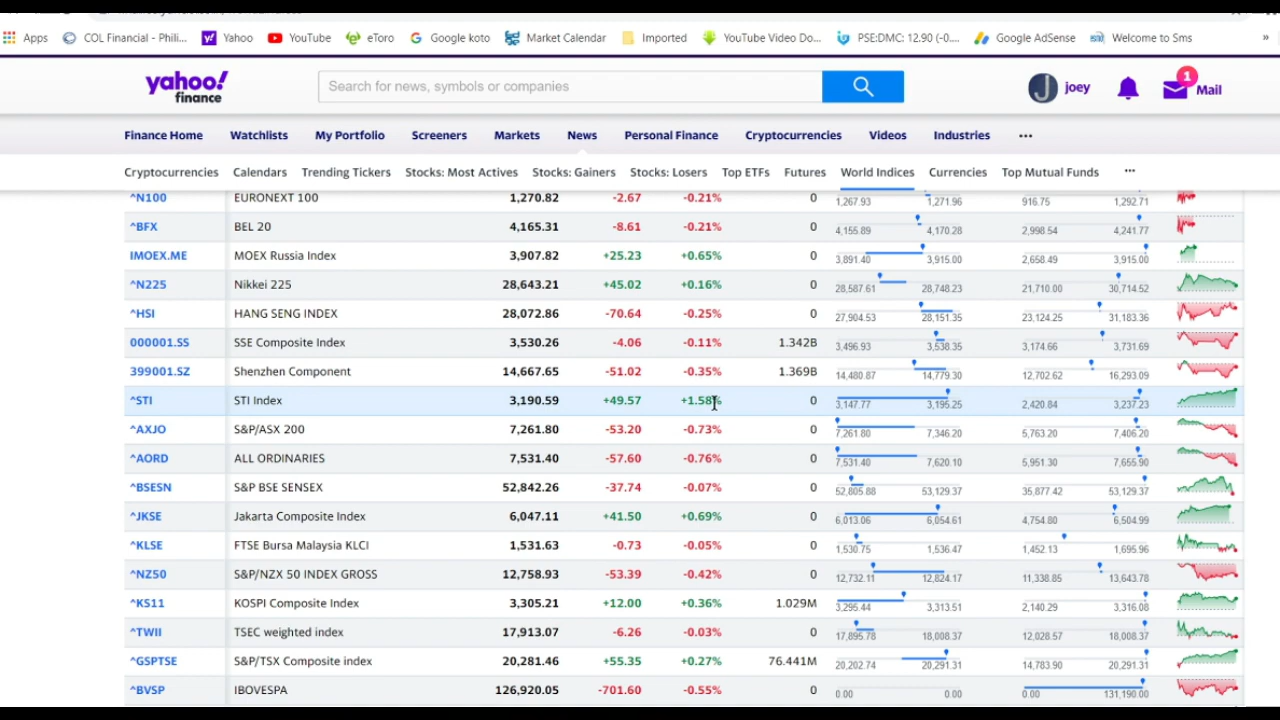 Apps COL Financial - Phili... Yahoo YouTube eToro Google koto Market Calendar Imported YouTube Video Do... PSE:DMC: 12.90 (-0.... Google AdSense Welcome to Sms »
yahoo! finance
Search for news, symbols or companies
joey 1 Mail
Finance Home Watchlists My Portfolio Screeners Markets News Personal Finance Cryptocurrencies Videos Industries ...
Cryptocurrencies Calendars Trending Tickers Stocks: Most Actives Stocks: Gainers Stocks: Losers Top ETFs Futures World Indices Currencies Top Mutual Funds ...
^N100 EURONEXT 100 1,270.82 -2.67 -0.21% 0 1,267.93 1,271.96 916.75 1,292.71
^BFX BEL 20 4,165.31 -8.61 -0.21% 0 4,155.89 4,170.28 2,998.54 4,241.77
IMOEX.ME MOEX Russia Index 3,907.82 +25.23 +0.65% 0 3,891.40 3,915.00 2,658.49 3,915.00
^N225 Nikkei 225 28,643.21 +45.02 +0.16% 0 28,587.61 28,748.23 21,710.00 30,714.52
^HSI HANG SENG INDEX 28,072.86 -70.64 -0.25% 0 27,904.53 28,151.35 23,124.25 31,183.36
000001.SS SSE Composite Index 3,530.26 -4.06 -0.11% 1.342B 3,496.93 3,538.35 3,174.66 3,731.69
399001.SZ Shenzhen Component 14,667.65 -51.02 -0.35% 1.369B 14,480.87 14,779.30 12,702.62 16,293.09
^STI STI Index 3,190.59 +49.57 +1.58% 0 3,147.77 3,195.25 2,420.84 3,237.23
^AXJO S&P/ASX 200 7,261.80 -53.20 -0.73% 0 7,261.80 7,346.20 5,763.20 7,406.20
^AORD ALL ORDINARIES 7,531.40 -57.60 -0.76% 0 7,531.40 7,620.10 5,951.30 7,655.90
^BSESN S&P BSE SENSEX 52,842.26 -37.74 -0.07% 0 52,805.88 53,129.37 35,877.42 53,129.37
^JKSE Jakarta Composite Index 6,047.11 +41.50 +0.69% 0 6,013.06 6,054.61 4,754.80 6,504.99
^KLSE FTSE Bursa Malaysia KLCI 1,531.63 -0.73 -0.05% 0 1,530.75 1,536.47 1,452.13 1,695.96
^NZ50 S&P/NZX 50 INDEX GROSS 12,758.93 -53.39 -0.42% 0 12,732.11 12,824.17 11,338.85 13,643.78
^KS11 KOSPI Composite Index 3,305.21 +12.00 +0.36% 1.029M 3,295.44 3,313.51 2,140.29 3,316.08
^TWII TSEC weighted index 17,913.07 -6.26 -0.03% 0 17,895.78 18,008.37 12,028.57 18,008.37
^GSPTSE S&P/TSX Composite index 20,281.46 +55.35 +0.27% 76.441M 20,202.74 20,291.31 14,783.90 20,291.31
^BVSP IBOVESPA 126,920.05 -701.60 -0.55% 0 0.00 0.00 0.00 131,190.00